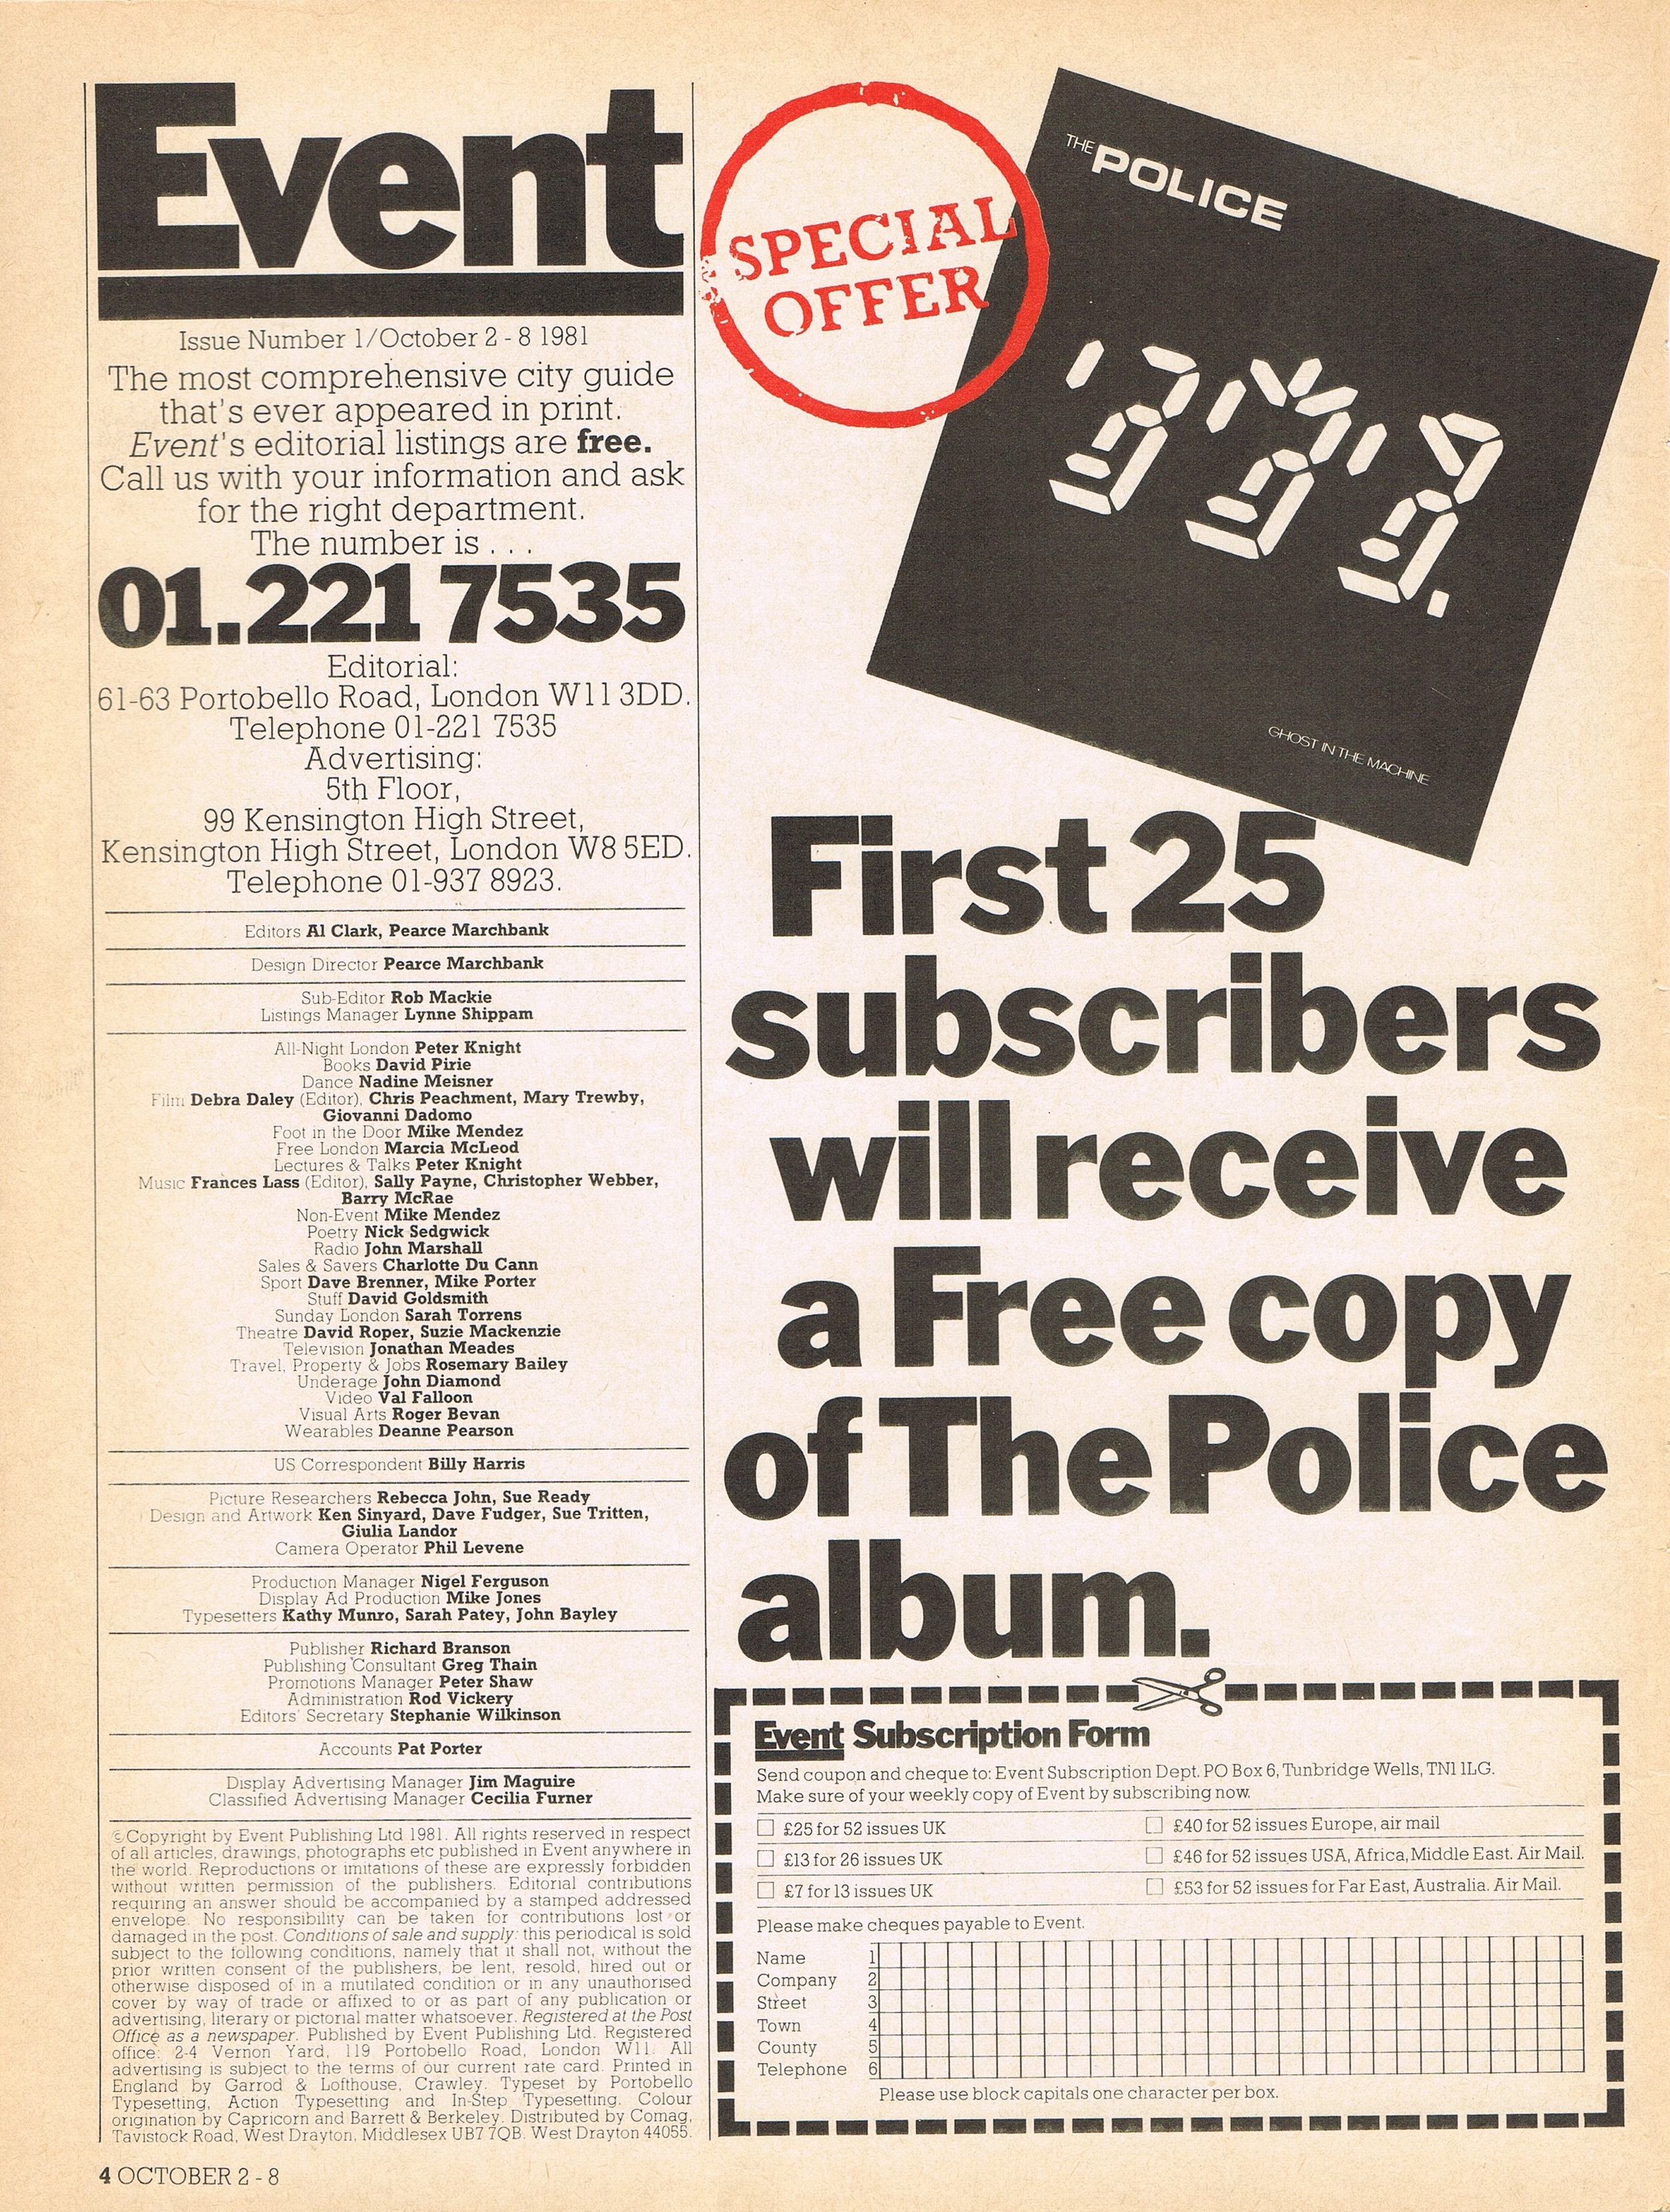 Event
Issue Number 1/October 2 - 8 1981
The most comprehensive city guide
that's ever appeared in print.
Event's editorial listings are free.
Call us with your information and ask
for the right department.
The number is . . .
01.221 7535
Editorial:
61-63 Portobello Road, London W11 3DD.
Telephone 01-221 7535
Advertising:
5th Floor,
99 Kensington High Street,
Kensington High Street, London W8 5ED.
Telephone 01-937 8923.
Editors Al Clark, Pearce Marchbank
Design Director Pearce Marchbank
Sub-Editor Rob Mackie
Listings Manager Lynne Shippam
All-Night London Peter Knight
Books David Pirie
Dance Nadine Meisner
Film Debra Daley (Editor), Chris Peachment, Mary Trewby,
Giovanni Dadomo
Foot in the Door Mike Mendez
Free London Marcia McLeod
Lectures & Talks Peter Knight
Music Frances Lass (Editor), Sally Payne, Christopher Webber,
Barry McRae
Non-Event Mike Mendez
Poetry Nick Sedgwick
Radio John Marshall
Sales & Savers Charlotte Du Cann
Sport Dave Brenner, Mike Porter
Stuff David Goldsmith
Sunday London Sarah Torrens
Theatre David Roper, Suzie Mackenzie
Television Jonathan Meades
Travel, Property & Jobs Rosemary Bailey
Underage John Diamond
Video Val Falloon
Visual Arts Roger Bevan
Wearables Deanne Pearson
US Correspondent Billy Harris
Picture Researchers Rebecca John, Sue Ready
Design and Artwork Ken Sinyard, Dave Fudger, Sue Tritten,
Giulia Landor
Camera Operator Phil Levene
Production Manager Nigel Ferguson
Display Ad Production Mike Jones
Typesetters Kathy Munro, Sarah Patey, John Bayley
Publisher Richard Branson
Publishing Consultant Greg Thain
Promotions Manager Peter Shaw
Administration Rod Vickery
Editors' Secretary Stephanie Wilkinson
Accounts Pat Porter
Display Advertising Manager Jim Maguire
Classified Advertising Manager Cecilia Furner
©Copyright by Event Publishing Ltd 1981. All rights reserved in respect
of all articles, drawings, photographs etc published in Event anywhere in
the world. Reproductions or imitations of these are expressly forbidden
without written permission of the publishers. Editorial contributions
requiring an answer should be accompanied by a stamped addressed
envelope. No responsibility can be taken for contributions lost or
damaged in the post. Conditions of sale and supply: this periodical is sold
subject to the following conditions, namely that it shall not, without the
prior written consent of the publishers, be lent, resold, hired out or
otherwise disposed of in a mutilated condition or in any unauthorised
cover by way of trade or affixed to or as part of any publication or
advertising, literary or pictorial matter whatsoever. Registered at the Post
Office as a newspaper. Published by Event Publishing Ltd. Registered
office: 2-4 Vernon Yard, 119 Portobello Road, London W11. All
advertising is subject to the terms of our current rate card. Printed in
England by Garrod & Lofthouse, Crawley. Typeset by Portobello
Typesetting, Action Typesetting and In-Step Typesetting. Colour
origination by Capricorn and Barrett & Berkeley. Distributed by Comag,
Tavistock Road, West Drayton, Middlesex UB7 7QB. West Drayton 44055.
4 OCTOBER 2 - 8
SPECIAL
OFFER
THE POLICE
GHOST IN THE MACHINE
First 25
subscribers
will receive
a Free copy
of The Police
album.
Event Subscription Form
Send coupon and cheque to: Event Subscription Dept. PO Box 6, Tunbridge Wells, TN1 1LG.
Make sure of your weekly copy of Event by subscribing now.
£25 for 52 issues UK
£40 for 52 issues Europe, air mail
£13 for 26 issues UK
£46 for 52 issues USA, Africa, Middle East. Air Mail.
£7 for 13 issues UK
£53 for 52 issues for Far East, Australia. Air Mail.
Please make cheques payable to Event.
Name 1
Company 2
Street 3
Town 4
County 5
Telephone 6
Please use block capitals one character per box.